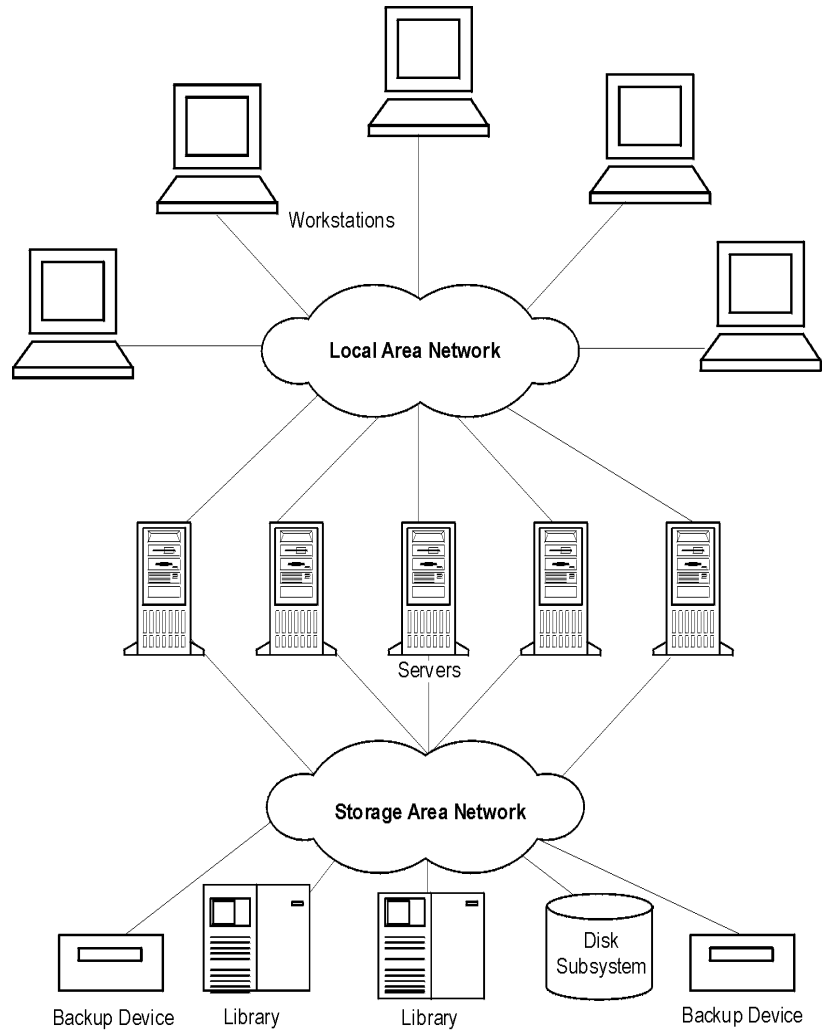 Workstations
Local Area Network
Servers
Storage Area Network
Disk
Subsystem
Backup Device
Library
Library
Backup Device